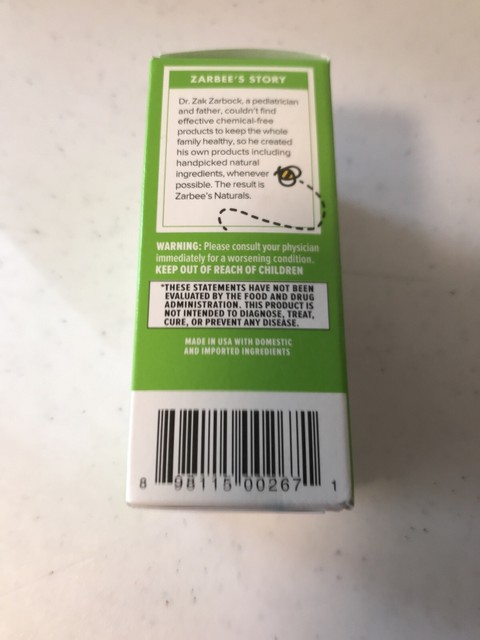 ZARBEE'S STORY
Dr. Zak Zarbock, a pediatrician
and father, couldn't find
effective chemical-free
products to keep the whole
family healthy, so he created
his own products including
handpicked natural
ingredients, whenever
possible. The result is
Zarbee's Naturals.
WARNING: Please consult your physician
immediately for a worsening condition.
KEEP OUT OF REACH OF CHILDREN
*THESE STATEMENTS HAVE NOT BEEN
EVALUATED BY THE FOOD AND DRUG
ADMINISTRATION. THIS PRODUCT IS
NOT INTENDED TO DIAGNOSE, TREAT,
CURE, OR PREVENT ANY DISEASE.
MADE IN USA WITH DOMESTIC
AND IMPORTED INGREDIENTS
8 98115 00267 1